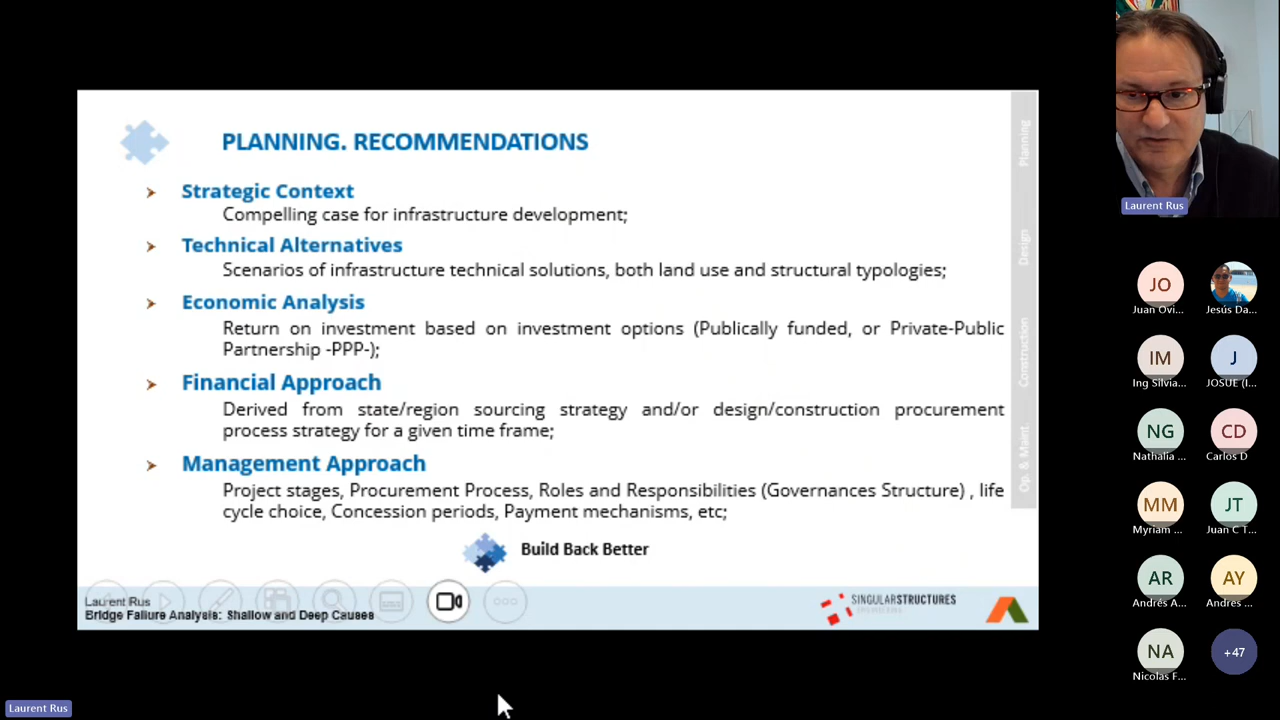 PLANNING. RECOMMENDATIONS
Strategic Context
Compelling case for infrastructure development;
Technical Alternatives
Scenarios of infrastructure technical solutions, both land use and structural typologies;
Economic Analysis
Return on investment based on investment options (Publically funded, or Private-Public
Partnership -PPP-);
Financial Approach
Derived from state/region sourcing strategy and/or design/construction procurement
process strategy for a given time frame;
Management Approach
Project stages, Procurement Process, Roles and Responsibilities (Governances Structure) , life
cycle choice, Concession periods, Payment mechanisms, etc;
Build Back Better
Laurent Rus
Bridge Failure Analysis: Shallow and Deep Causes
SINGULARSTRUCTURES
Planning
Design
Construction
Op. & Maint.
Laurent Rus
JO
Juan Ovi...
Jesús Da...
IM
Ing Silvia...
J
JOSUE (I...
NG
Nathalia ...
CD
Carlos D
MM
Myriam ...
JT
Juan C T...
AR
Andrés A...
AY
Andres ...
NA
Nicolas F...
+47
Laurent Rus